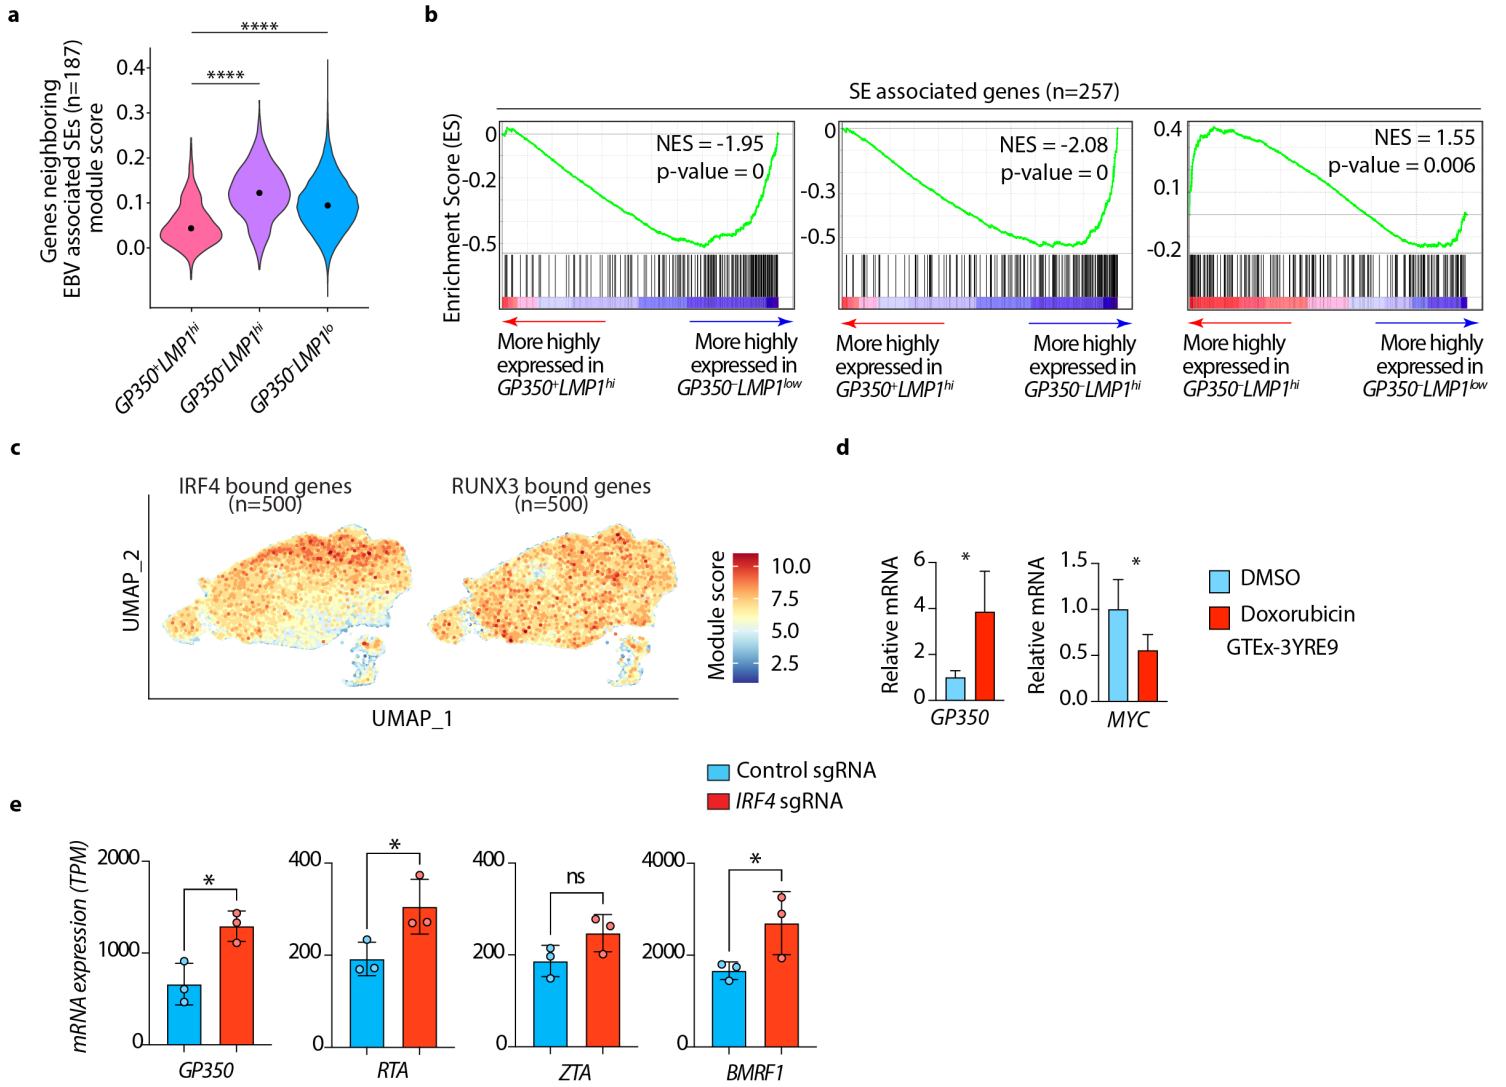 a
Genes neighboring
EBV associated SEs (n=187)
module score
0.4
0.3
0.2
0.1
0.0
****
****
GP350+LMP1hi
GP350-LMP1hi
GP350-LMP1lo
b
SE associated genes (n=257)
Enrichment Score (ES)
0
-0.2
-0.5
NES = -1.95
p-value = 0
More highly
expressed in
GP350+LMP1hi
More highly
expressed in
GP350-LMP1low
0
-0.3
-0.5
NES = -2.08
p-value = 0
More highly
expressed in
GP350+LMP1hi
More highly
expressed in
GP350-LMP1hi
0.4
0.1
-0.2
NES = 1.55
p-value = 0.006
More highly
expressed in
GP350-LMP1hi
More highly
expressed in
GP350-LMP1low
c
IRF4 bound genes
(n=500)
RUNX3 bound genes
(n=500)
UMAP_2
UMAP_1
Module score
10.0
7.5
5.0
2.5
d
Relative mRNA
6
4
2
0
*
GP350
Relative mRNA
1.5
1.0
0.5
0.0
*
MYC
DMSO
Doxorubicin
GTEx-3YRE9
Control sgRNA
IRF4 sgRNA
e
mRNA expression (TPM)
2000
1000
0
*
GP350
400
200
0
*
RTA
400
200
0
ns
ZTA
4000
2000
0
*
BMRF1